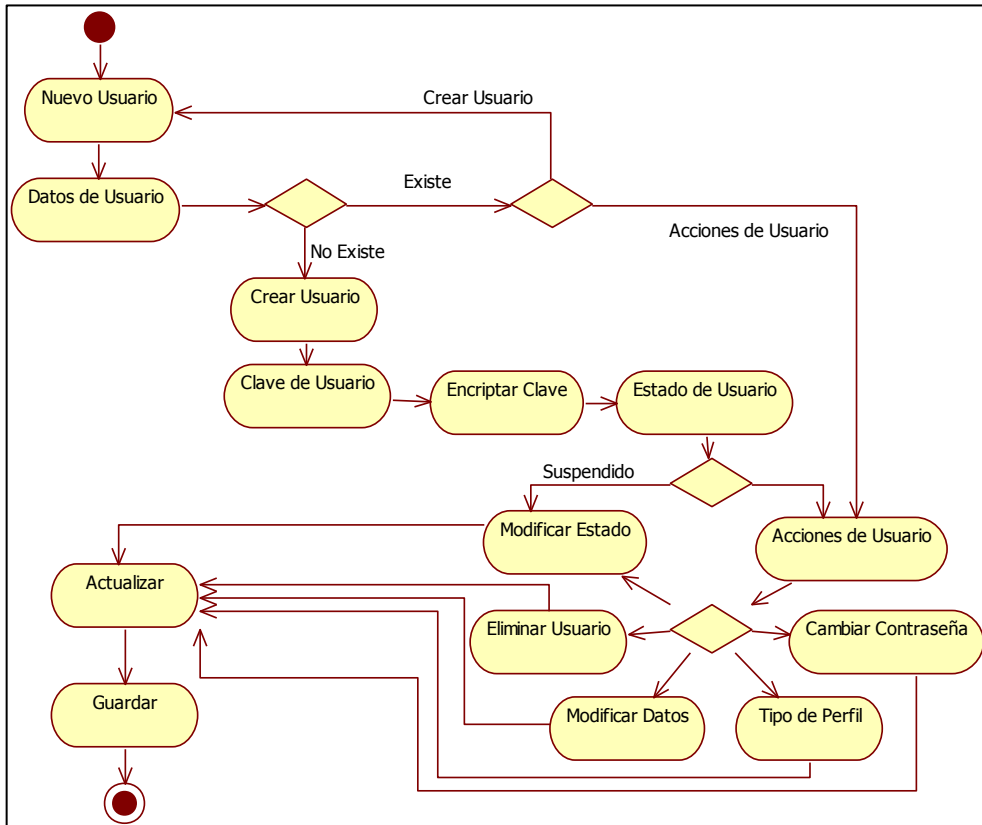 Nuevo Usuario
Crear Usuario
Datos de Usuario
Existe
Acciones de Usuario
No Existe
Crear Usuario
Clave de Usuario
Encriptar Clave
Estado de Usuario
Suspendido
Modificar Estado
Acciones de Usuario
Actualizar
Eliminar Usuario
Cambiar Contraseña
Guardar
Modificar Datos
Tipo de Perfil